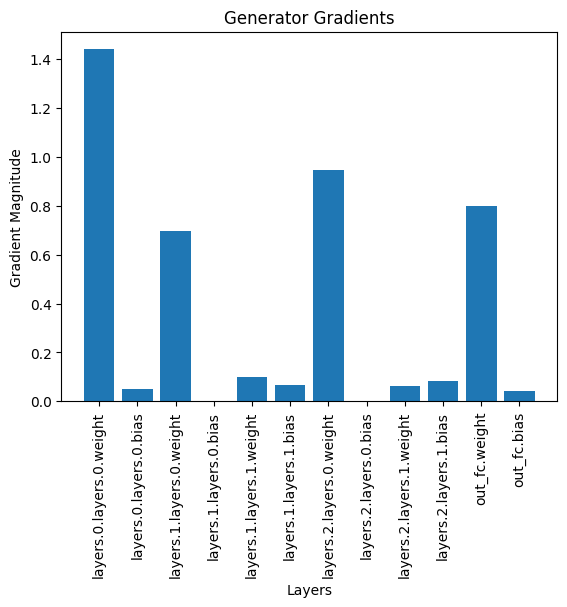 Generator Gradients
Gradient Magnitude
1.4
1.2
1.0
0.8
0.6
0.4
0.2
0.0
layers.0.layers.0.weight
layers.0.layers.0.bias
layers.1.layers.0.weight
layers.1.layers.0.bias
layers.1.layers.1.weight
layers.1.layers.1.bias
layers.2.layers.0.weight
layers.2.layers.0.bias
layers.2.layers.1.weight
layers.2.layers.1.bias
out_fc.weight
out_fc.bias
Layers